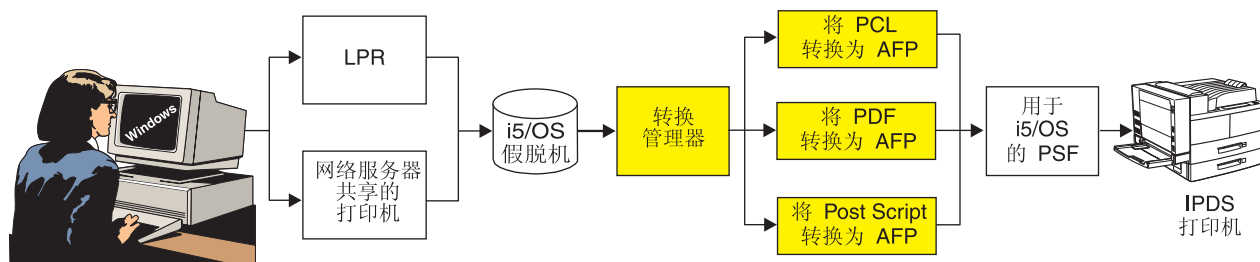 Windows
LPR
网络服务器
共享的
打印机
i5/OS
假脱机
转换
管理器
将 PCL
转换为 AFP
将 PDF
转换为 AFP
将 Post Script
转换为 AFP
用于
i5/OS
的 PSF
IPDS
打印机